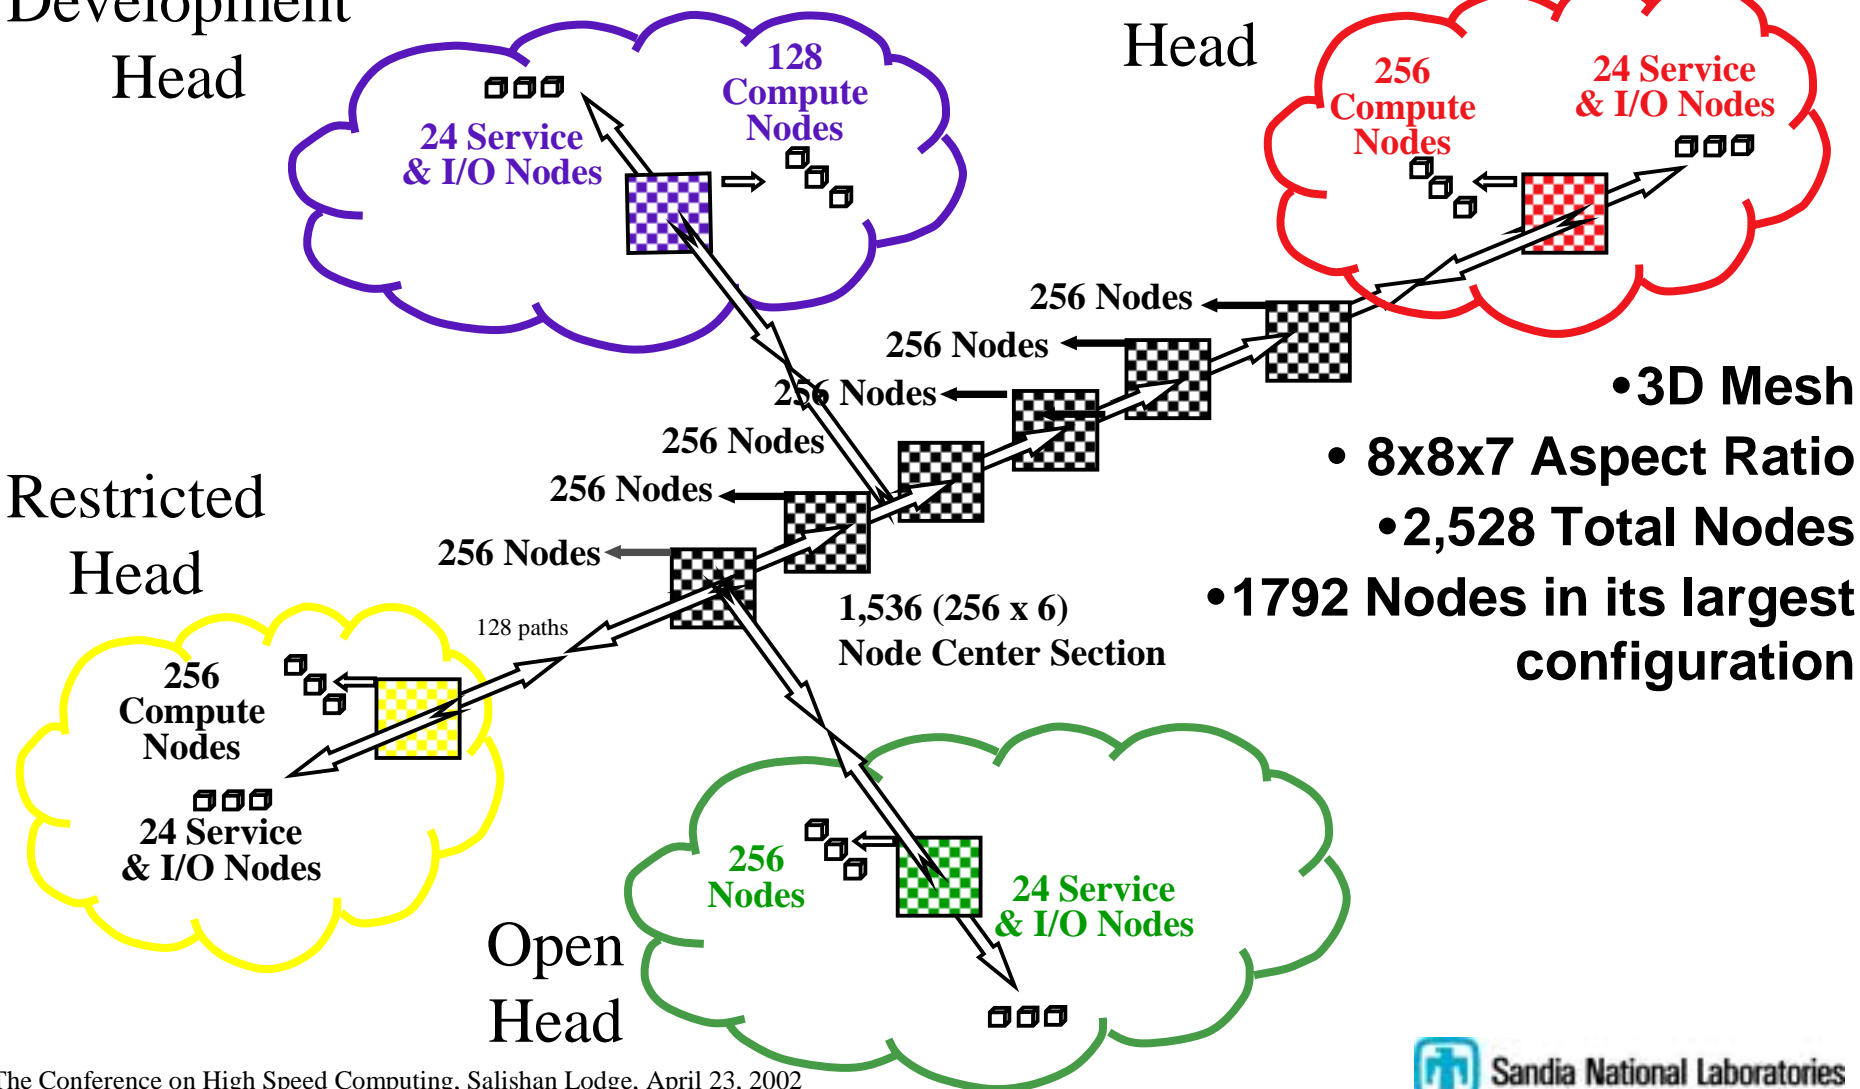 Development
Head
128
Compute
Nodes
24 Service
& I/O Nodes
Head
256
Compute
Nodes
24 Service
& I/O Nodes
256 Nodes
256 Nodes
256 Nodes
256 Nodes
256 Nodes
256 Nodes
•3D Mesh
• 8x8x7 Aspect Ratio
•2,528 Total Nodes
•1792 Nodes in its largest
configuration
Restricted
Head
128 paths
1,536 (256 x 6)
Node Center Section
256
Compute
Nodes
24 Service
& I/O Nodes
256
Nodes
24 Service
& I/O Nodes
Open
Head
The Conference on High Speed Computing, Salishan Lodge, April 23, 2002
Sandia National Laboratories